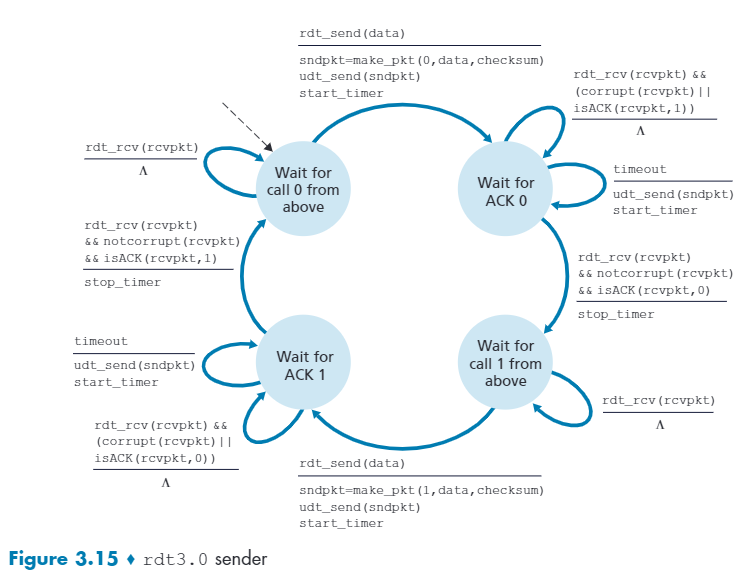 rdt_send(data)
sndpkt=make_pkt(0,data,checksum)
udt_send(sndpkt)
start_timer
rdt_rcv(rcvpkt) &&
(corrupt(rcvpkt)||
isACK(rcvpkt,1))
Λ
rdt_rcv(rcvpkt)
Λ
Wait for
call 0 from
above
Wait for
ACK 0
timeout
udt_send(sndpkt)
start_timer
rdt_rcv(rcvpkt)
&& notcorrupt(rcvpkt)
&& isACK(rcvpkt,1)
stop_timer
rdt_rcv(rcvpkt)
&& notcorrupt(rcvpkt)
&& isACK(rcvpkt,0)
stop_timer
timeout
udt_send(sndpkt)
start_timer
Wait for
ACK 1
Wait for
call 1 from
above
rdt_rcv(rcvpkt)
Λ
rdt_rcv(rcvpkt) &&
(corrupt(rcvpkt)||
isACK(rcvpkt,0))
Λ
rdt_send(data)
sndpkt=make_pkt(1,data,checksum)
udt_send(sndpkt)
start_timer
Figure 3.15 ♦ rdt3.0 sender